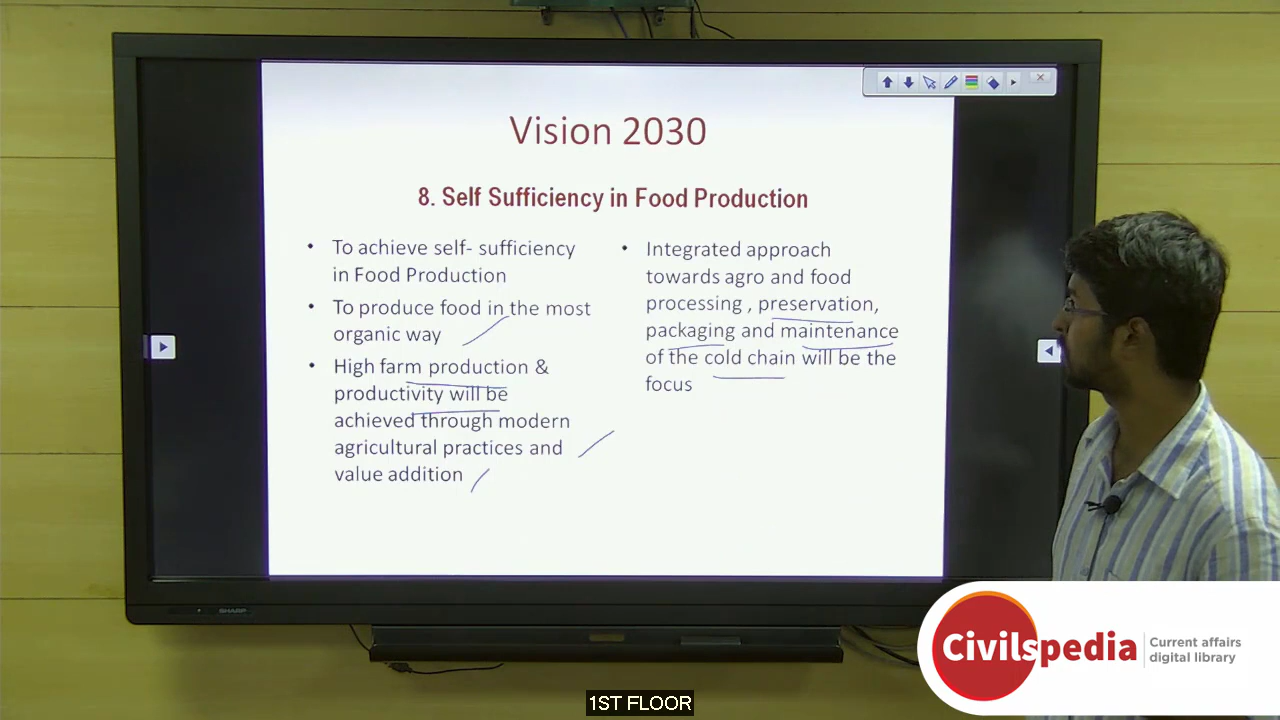 Vision 2030
8. Self Sufficiency in Food Production
• To achieve self- sufficiency
in Food Production
• To produce food in the most
organic way
• High farm production &
productivity will be
achieved through modern
agricultural practices and
value addition
• Integrated approach
towards agro and food
processing , preservation,
packaging and maintenance
of the cold chain will be the
focus
SHARP
Civilspedia
Current affairs
digital library
1ST FLOOR